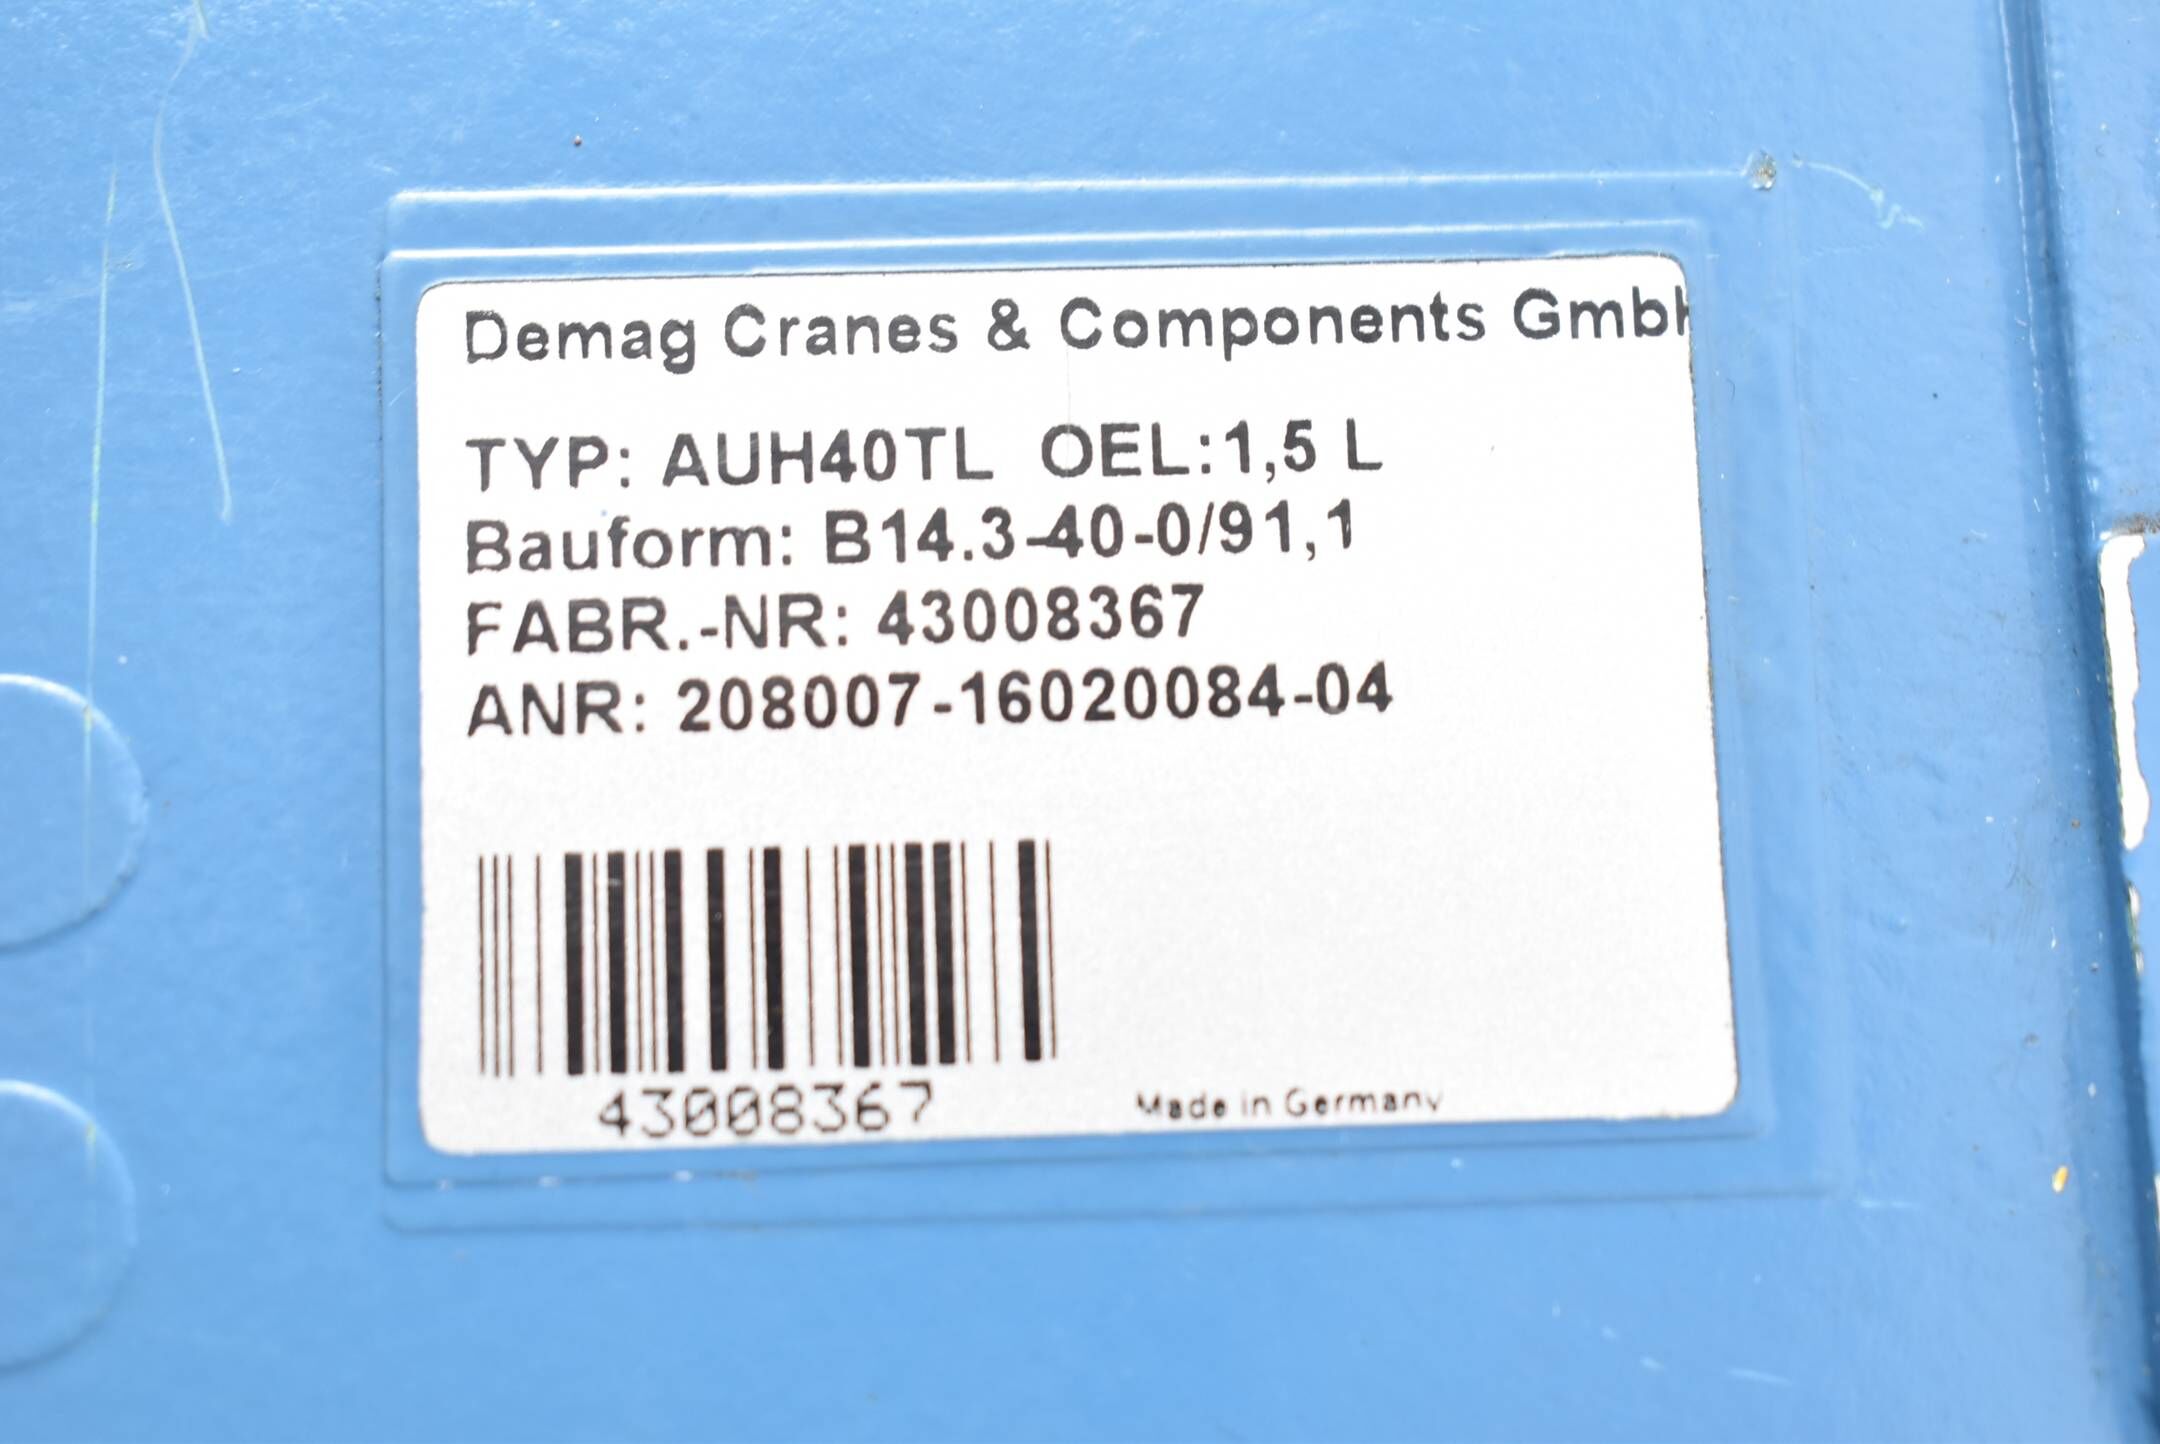 Demag Cranes & Components GmbH
TYP: AUH40TL OEL:1,5 L
Bauform: B14.3-40-0/91,1
FABR.-NR: 43008367
ANR: 208007-16020084-04
43008367
Made in Germany